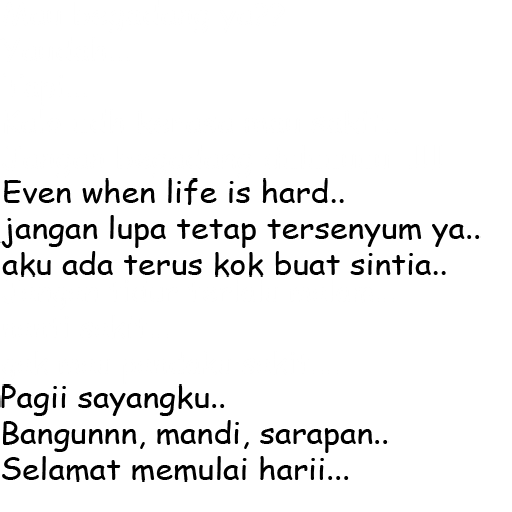 Even when life is hard..
jangan lupa tetap tersenyum ya..
aku ada terus kok buat sintia..
Pagii sayangku..
Bangunnn, mandi, sarapan..
Selamat memulai harii...